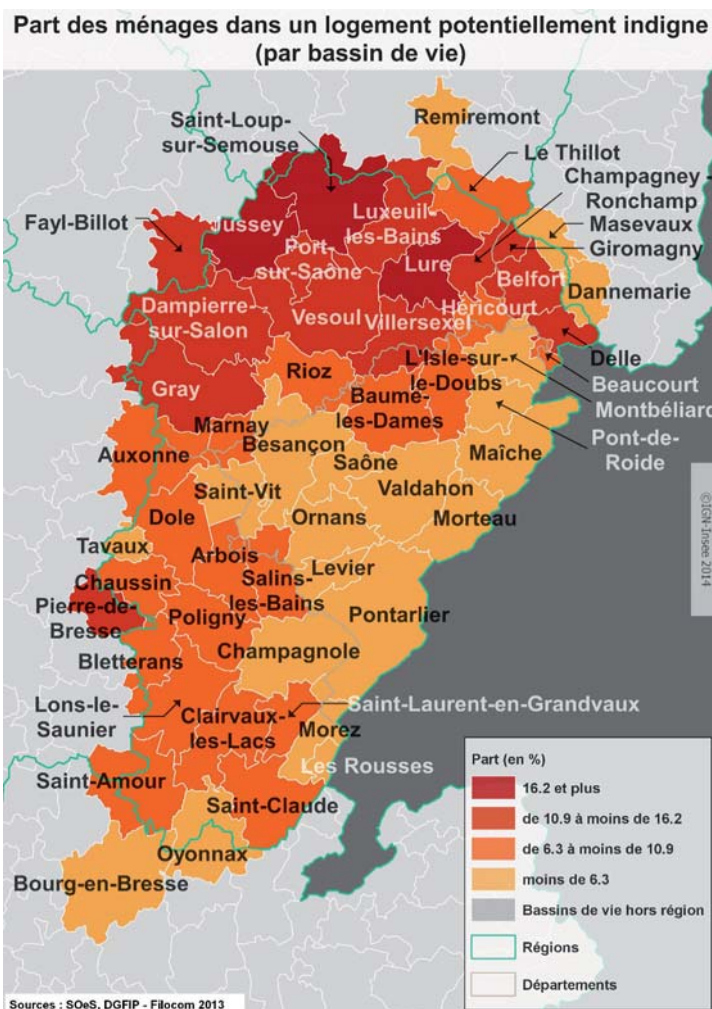 Part des ménages dans un logement potentiellement indigne
(par bassin de vie)
Remiremont
Saint-Loup-
sur-Semouse
Le Thillot
Champagney -
Ronchamp
Fayl-Billot
Jussey
Luxeuil-
les-Bains
Masevaux
Giromagny
Port-
sur-Saône
Lure
Belfort
Dannemarie
Dampierre-
sur-Salon
Vesoul
Villersexel
Héricourt
Delle
Rioz
L'Isle-sur-
le-Doubs
Beaucourt
Gray
Baume-
les-Dames
Montbéliard
Marnay
Pont-de-
Roide
Auxonne
Besançon
Saône
Maîche
Saint-Vit
Valdahon
Dole
Ornans
Morteau
Tavaux
Arbois
Levier
Chaussin
Salins-
les-Bains
Pierre-de-
Bresse
Poligny
Pontarlier
Bletterans
Champagnole
Lons-le-
Saunier
Clairvaux-
les-Lacs
Saint-Laurent-en-Grandvaux
Morez
Les Rousses
Saint-Amour
Saint-Claude
Oyonnax
Bourg-en-Bresse
©IGN-Insee 2014
Part (en %)
16.2 et plus
de 10.9 à moins de 16.2
de 6.3 à moins de 10.9
moins de 6.3
Bassins de vie hors région
Régions
Départements
Sources : SOeS, DGFIP - Filocom 2013